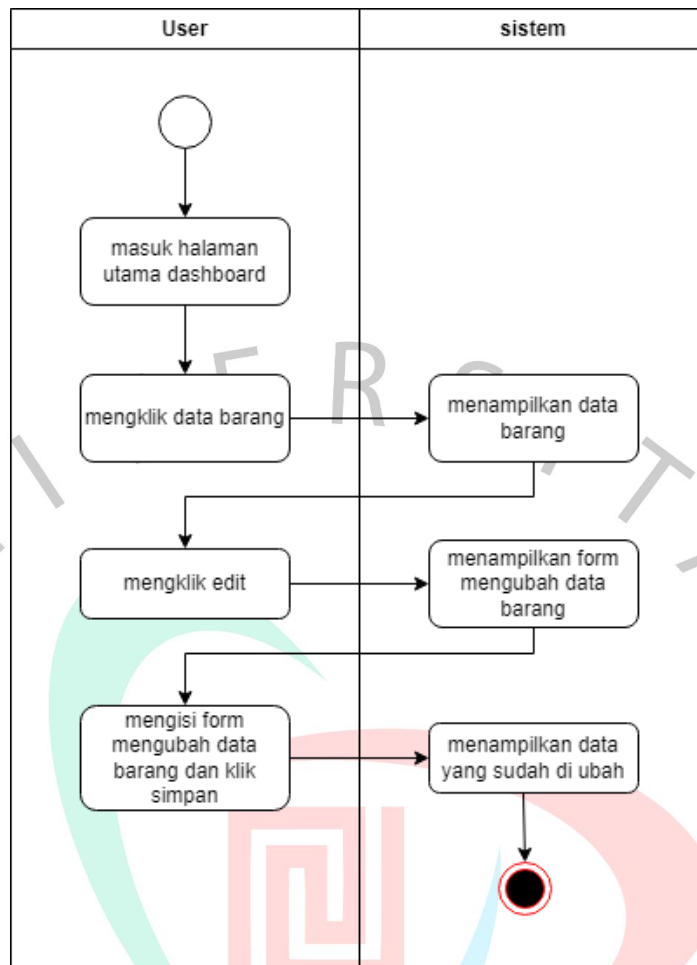 User
sistem
masuk halaman
utama dashboard
mengklik data barang
menampilkan data
barang
mengklik edit
menampilkan form
mengubah data
barang
mengisi form
mengubah data
barang dan klik
simpan
menampilkan data
yang sudah di ubah